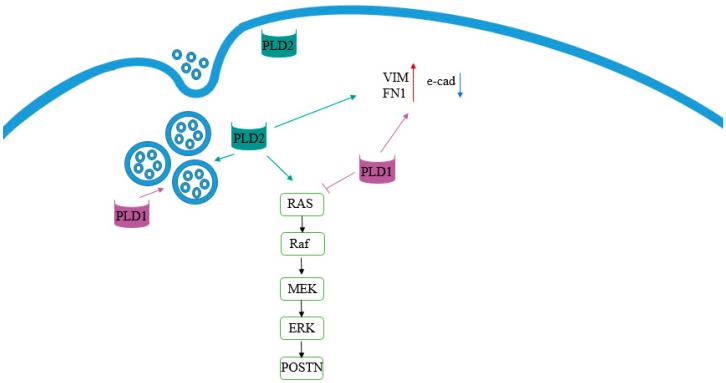 PLD2
VIM
FN1
e-cad
PLD2
PLD1
PLD1
RAS
Raf
MEK
ERK
POSTN